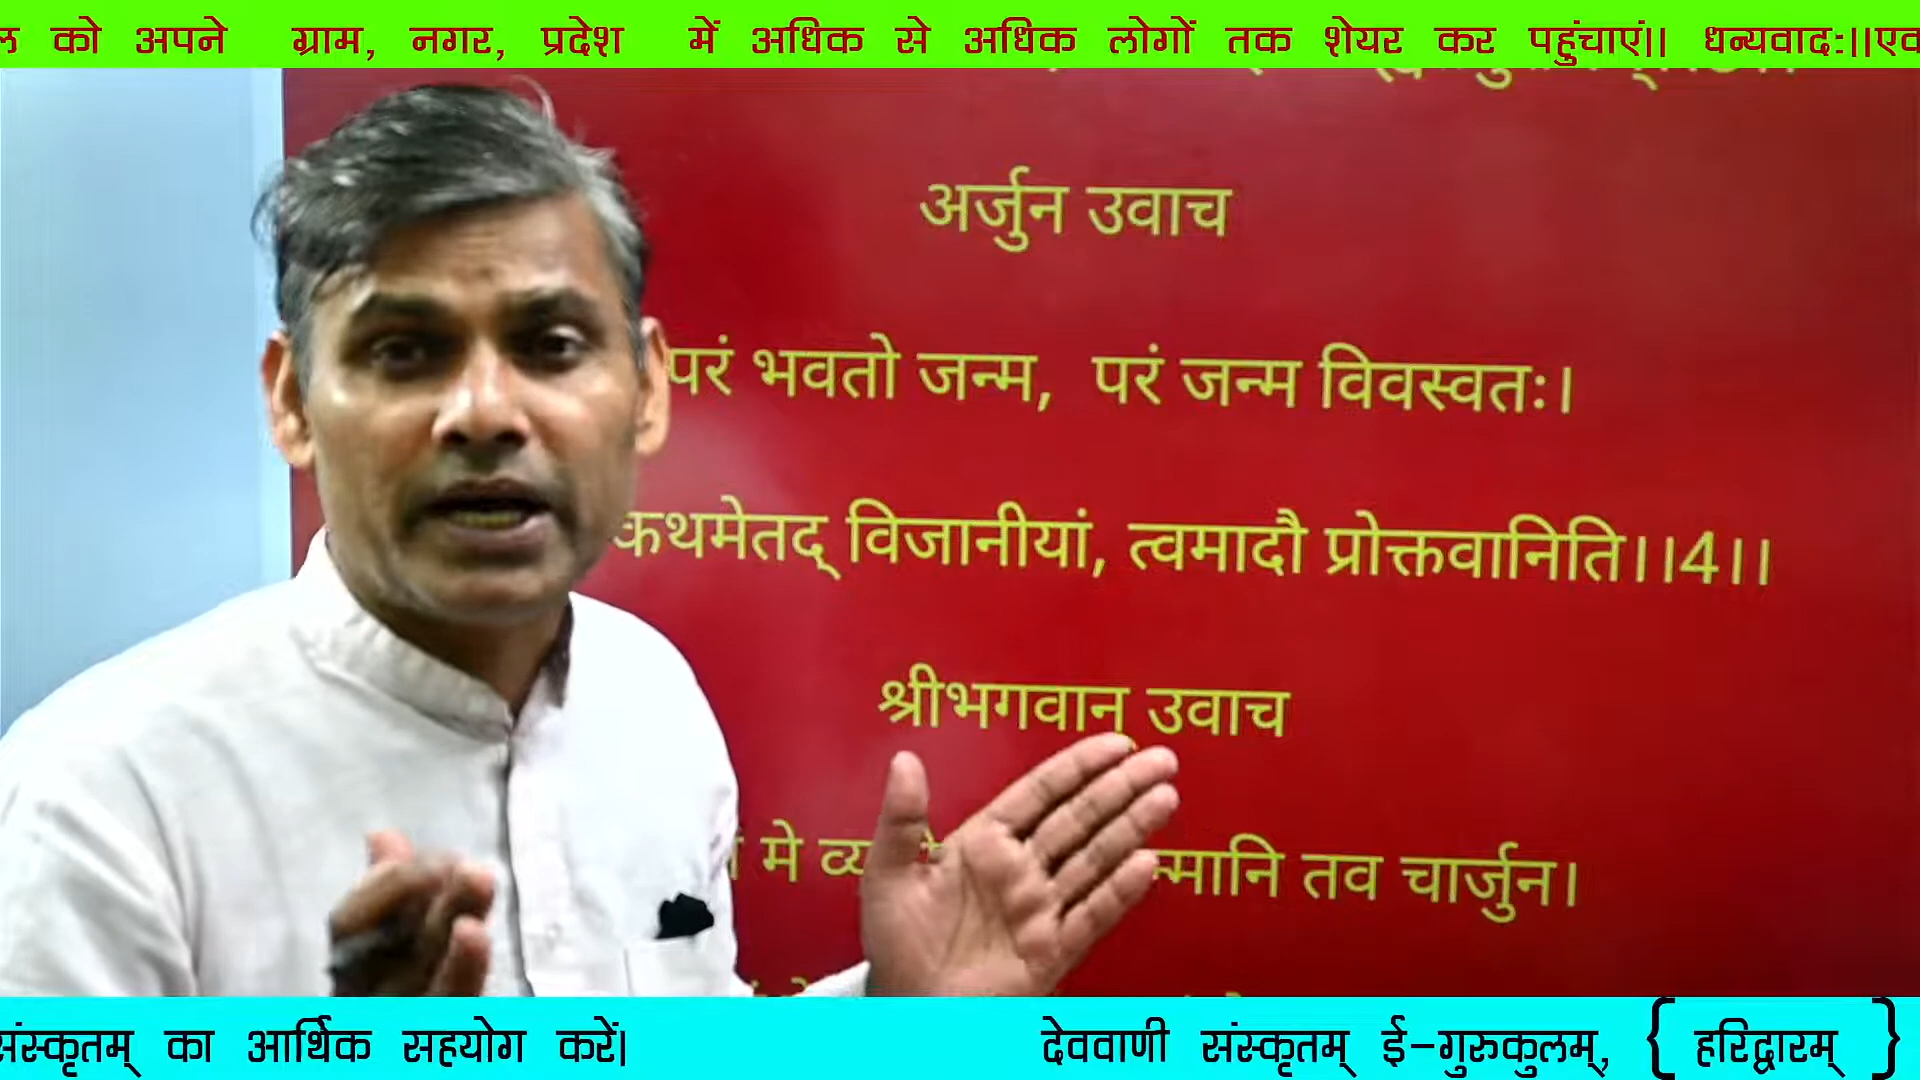 को अपने ग्राम, नगर, प्रदेश में अधिक से अधिक लोगों तक शेयर कर पहुंचाएं।। धन्यवादः।।
अर्जुन उवाच
परं भवतो जन्म, परं जन्म विवस्वतः।
कथमेतद् विजानीयां, त्वमादौ प्रोक्तवानिति।।4।।
श्रीभगवान् उवाच
मे तव चार्जुन।
संस्कृतम् का आर्थिक सहयोग करें। देववाणी संस्कृतम् ई-गुरुकुलम्, { हरिद्वारम् }